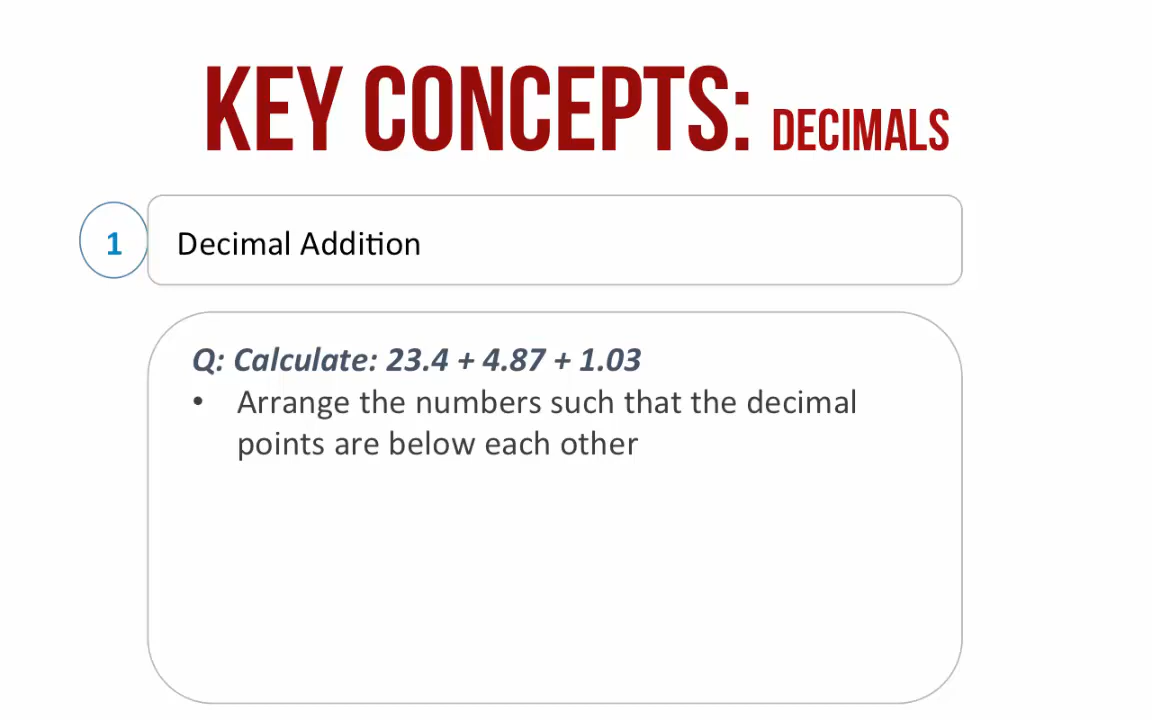 KEY CONCEPTS: DECIMALS
1 Decimal Addition
Q: Calculate: 23.4 + 4.87 + 1.03
• Arrange the numbers such that the decimal
points are below each other